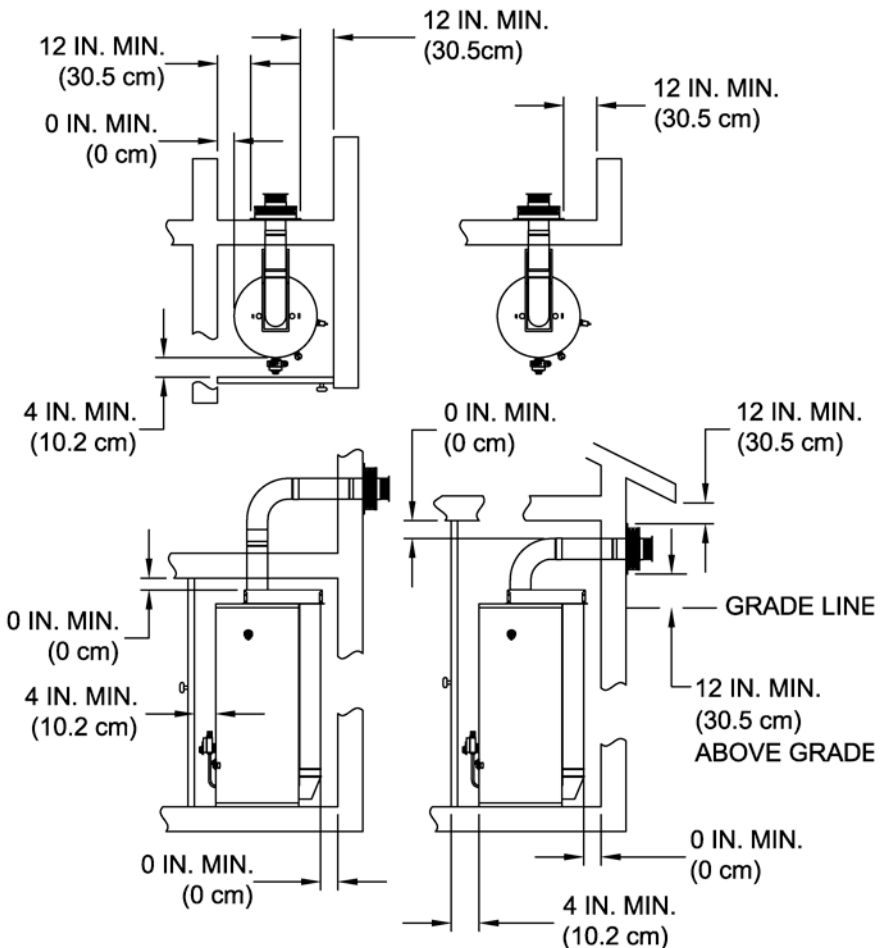 12 IN. MIN.
(30.5 cm)
12 IN. MIN.
(30.5cm)
0 IN. MIN.
(0 cm)
12 IN. MIN.
(30.5 cm)
4 IN. MIN.
(10.2 cm)
0 IN. MIN.
(0 cm)
12 IN. MIN.
(30.5 cm)
GRADE LINE
0 IN. MIN.
(0 cm)
4 IN. MIN.
(10.2 cm)
12 IN. MIN.
(30.5 cm)
ABOVE GRADE
0 IN. MIN.
(0 cm)
0 IN. MIN.
(0 cm)
4 IN. MIN.
(10.2 cm)